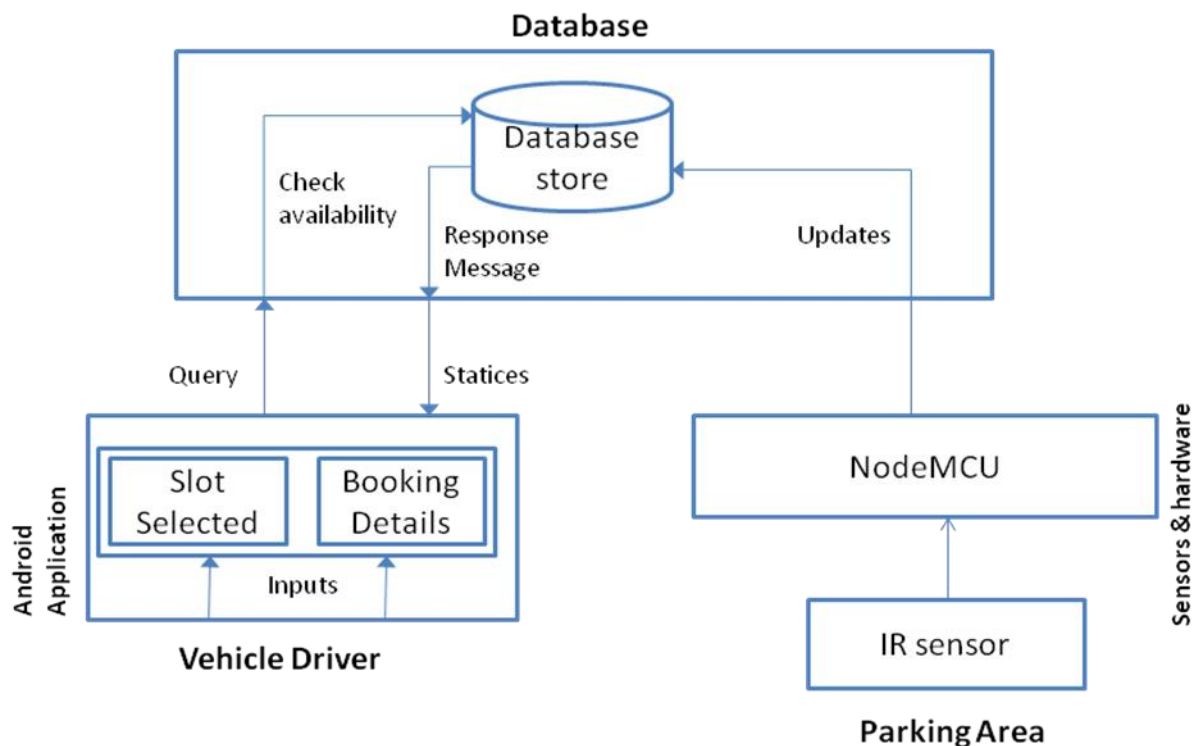 Database
Database
store
Check
availability
Response
Message
Updates
Query
Statices
Slot
Selected
Booking
Details
Inputs
Android
Application
Vehicle Driver
NodeMCU
IR sensor
Sensors & hardware
Parking Area